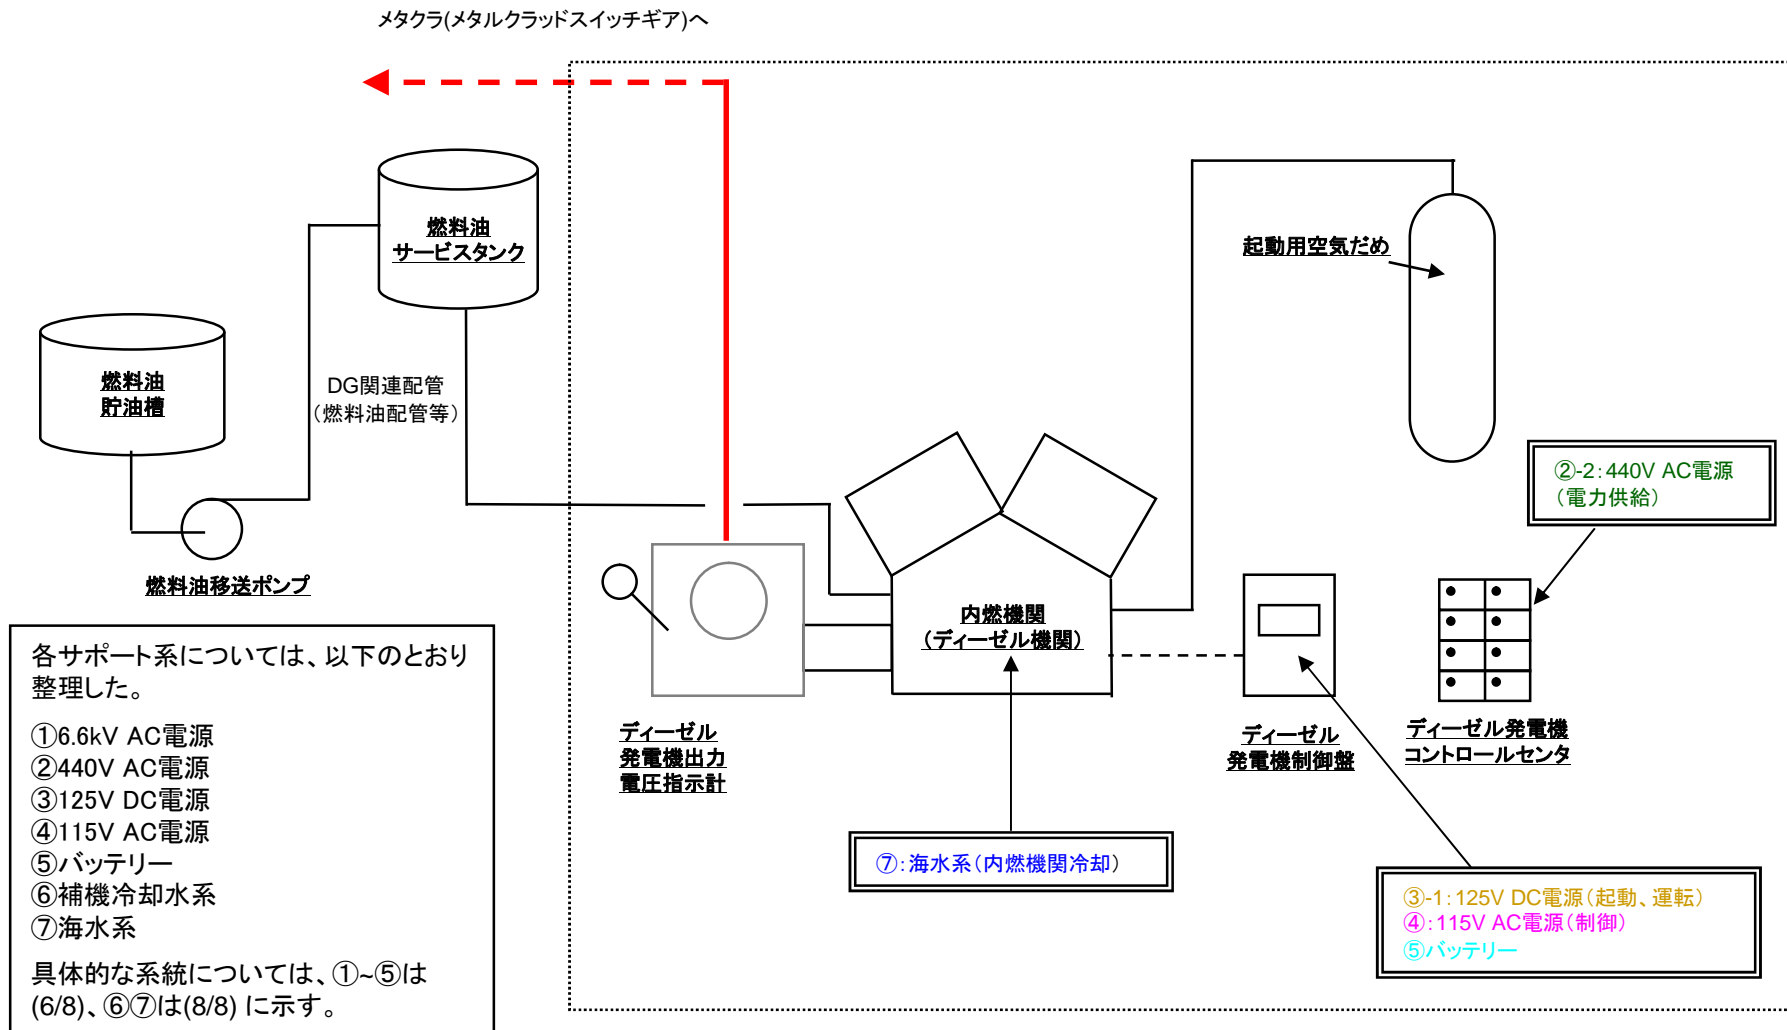 メタクラ(メタルクラッドスイッチギア)へ
燃料油
サービスタンク
起動用空気だめ
燃料油
貯油槽
DG関連配管
（燃料油配管等）
②-2：440V AC電源
（電力供給）
燃料油移送ポンプ
内燃機関
（ディーゼル機関）
ディーゼル
発電機出力
電圧指示計
ディーゼル
発電機制御盤
ディーゼル発電機
コントロールセンタ
各サポート系については、以下のとおり
整理した。
①6.6kV AC電源
②440V AC電源
③125V DC電源
④115V AC電源
⑤バッテリー
⑥補機冷却水系
⑦海水系
具体的な系統については、①~⑤は
(6/8)、⑥⑦は(8/8) に示す。
⑦：海水系（内燃機関冷却）
③-1：125V DC電源（起動、運転）
④：115V AC電源（制御）
⑤バッテリー